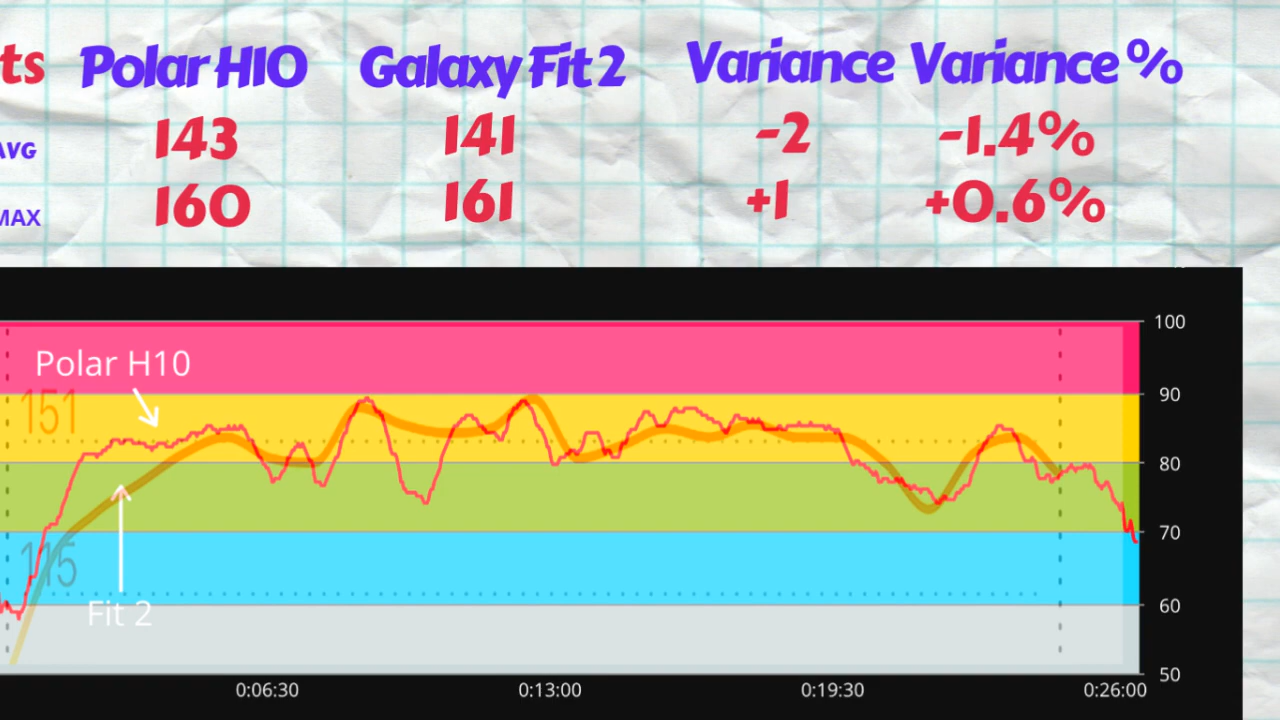 ts Polar H10 Galaxy Fit 2 Variance Variance %
AVG 143 141 -2 -1.4%
MAX 160 161 +1 +0.6%
100
Polar H10
151
90
80
70
115
Fit 2
60
50
0:06:30 0:13:00 0:19:30 0:26:00